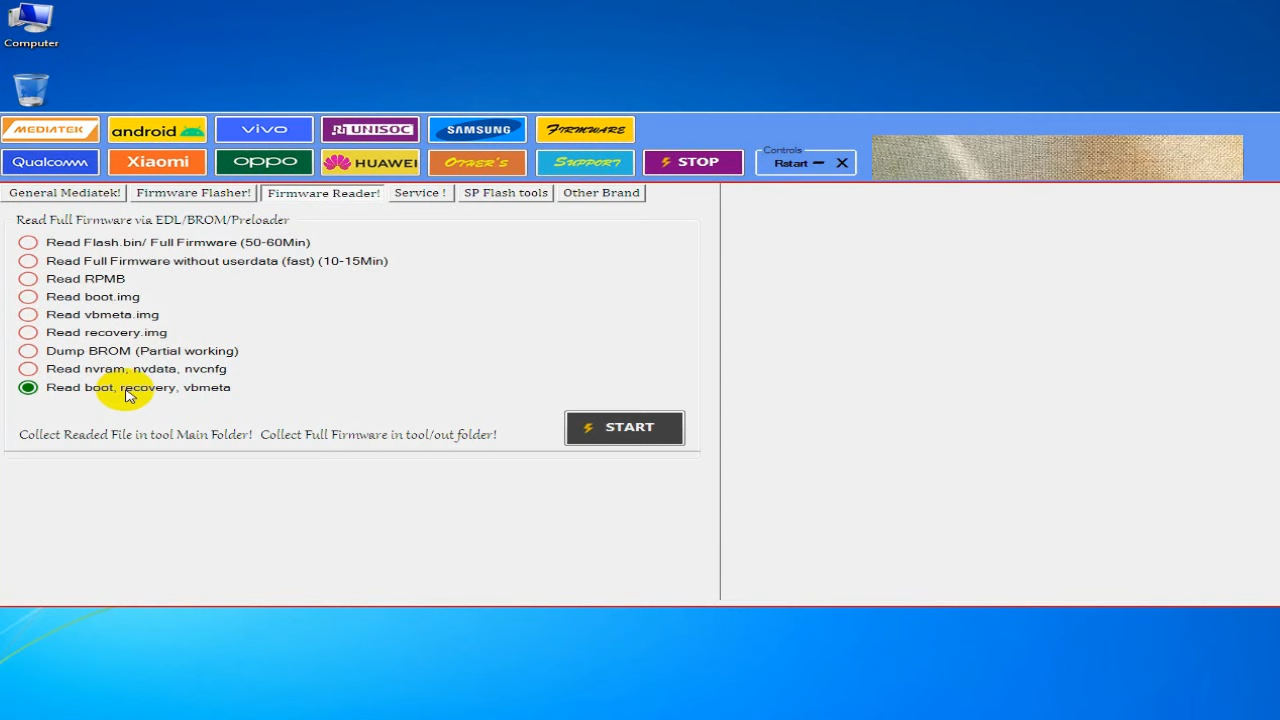 Computer
MEDIATEK android vivo UNISOC SAMSUNG FIRMWARE
Qualcomm Xiaomi oppo HUAWEI OTHER'S SUPPORT STOP
Controls
Ratart
General Mediatek! Firmware Flasher! Firmware Reader! Service ! SP Flash tools Other Brand
Read Full Firmware via EDL/BROM/Preloader
Read Flash.bin/ Full Firmware (50-60Min)
Read Full Firmware without userdata (fast) (10-15Min)
Read RPMB
Read boot.img
Read vbmeta.img
Read recovery.img
Dump BROM (Partial working)
Read nvram, nvdata, nvcnfg
Read boot, recovery, vbmeta
START
Collect Readed File in tool Main Folder! Collect Full Firmware in tool/out folder!